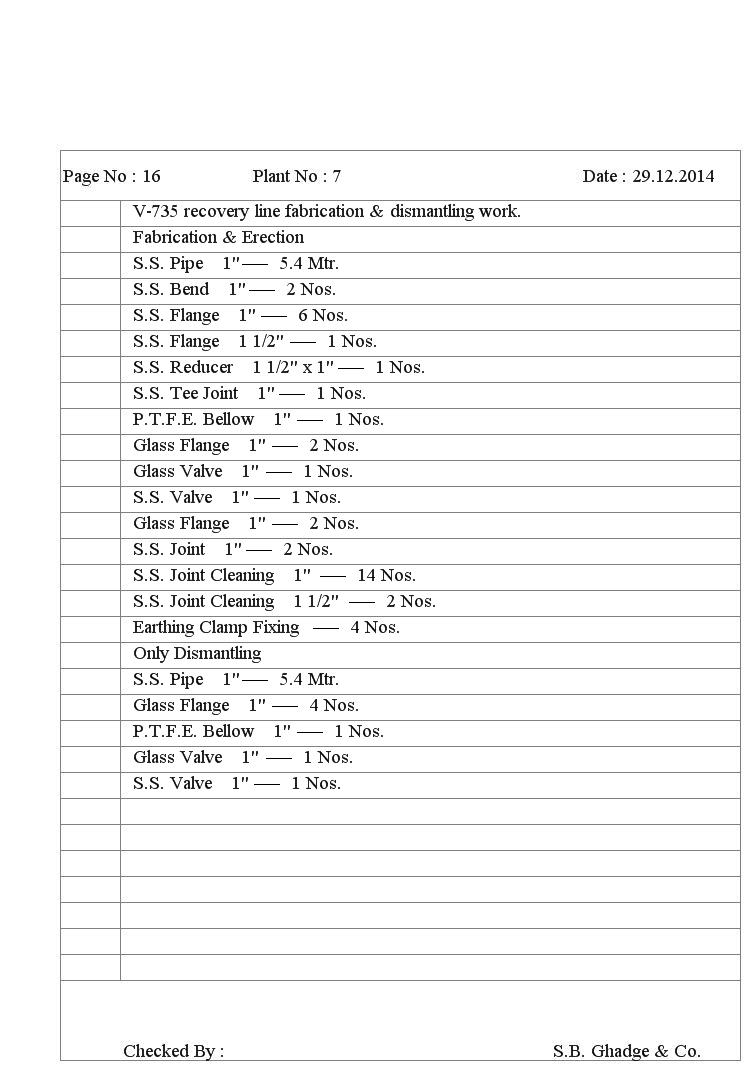 Page No : 16 Plant No : 7 Date : 29.12.2014
V-735 recovery line fabrication & dismantling work.
Fabrication & Erection
S.S. Pipe 1"— 5.4 Mtr.
S.S. Bend 1"— 2 Nos.
S.S. Flange 1" — 6 Nos.
S.S. Flange 1 1/2" — 1 Nos.
S.S. Reducer 1 1/2" x 1" — 1 Nos.
S.S. Tee Joint 1" — 1 Nos.
P.T.F.E. Bellow 1" — 1 Nos.
Glass Flange 1" — 2 Nos.
Glass Valve 1" — 1 Nos.
S.S. Valve 1" — 1 Nos.
Glass Flange 1" — 2 Nos.
S.S. Joint 1"— 2 Nos.
S.S. Joint Cleaning 1" — 14 Nos.
S.S. Joint Cleaning 1 1/2" — 2 Nos.
Earthing Clamp Fixing — 4 Nos.
Only Dismantling
S.S. Pipe 1"— 5.4 Mtr.
Glass Flange 1" — 4 Nos.
P.T.F.E. Bellow 1" — 1 Nos.
Glass Valve 1" — 1 Nos.
S.S. Valve 1" — 1 Nos.
Checked By : S.B. Ghadge & Co.